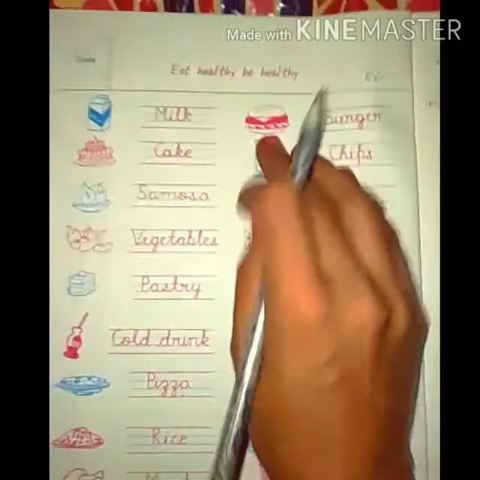 Made with KINEMASTER
Eat healthy be healthy
Milk
Cake
Samosa
Vegetables
Pastry
Cold drink
Pizza
Rice
Burger
Chips